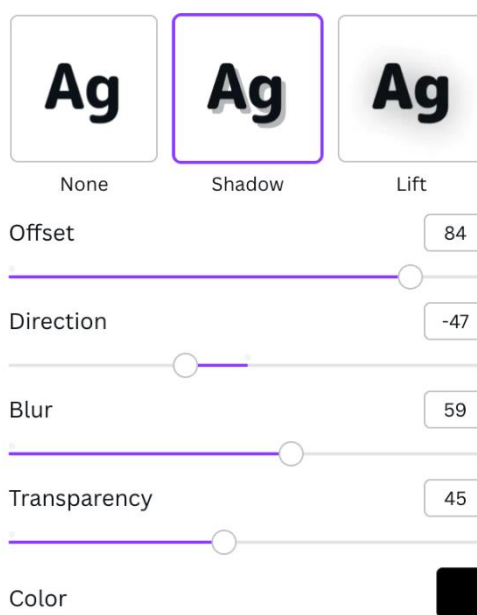 Ag Ag Ag
None Shadow Lift
Offset 84
Direction -47
Blur 59
Transparency 45
Color